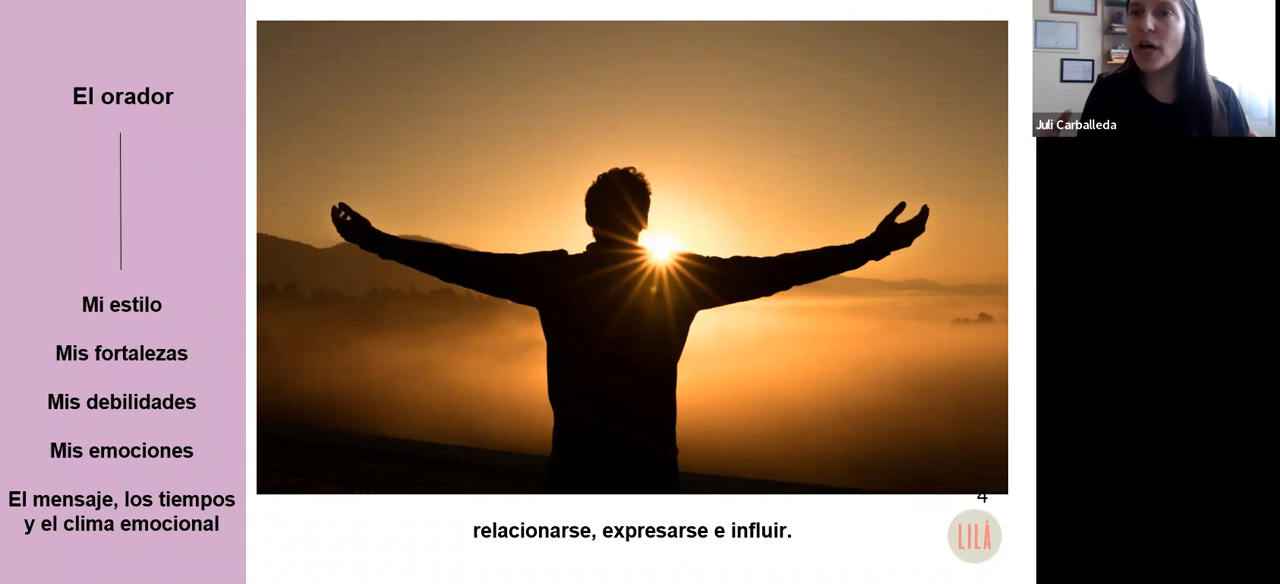 El orador
Mi estilo
Mis fortalezas
Mis debilidades
Mis emociones
El mensaje, los tiempos
y el clima emocional
4
relacionarse, expresarse e influir.
LILÀ
Juli Carballeda